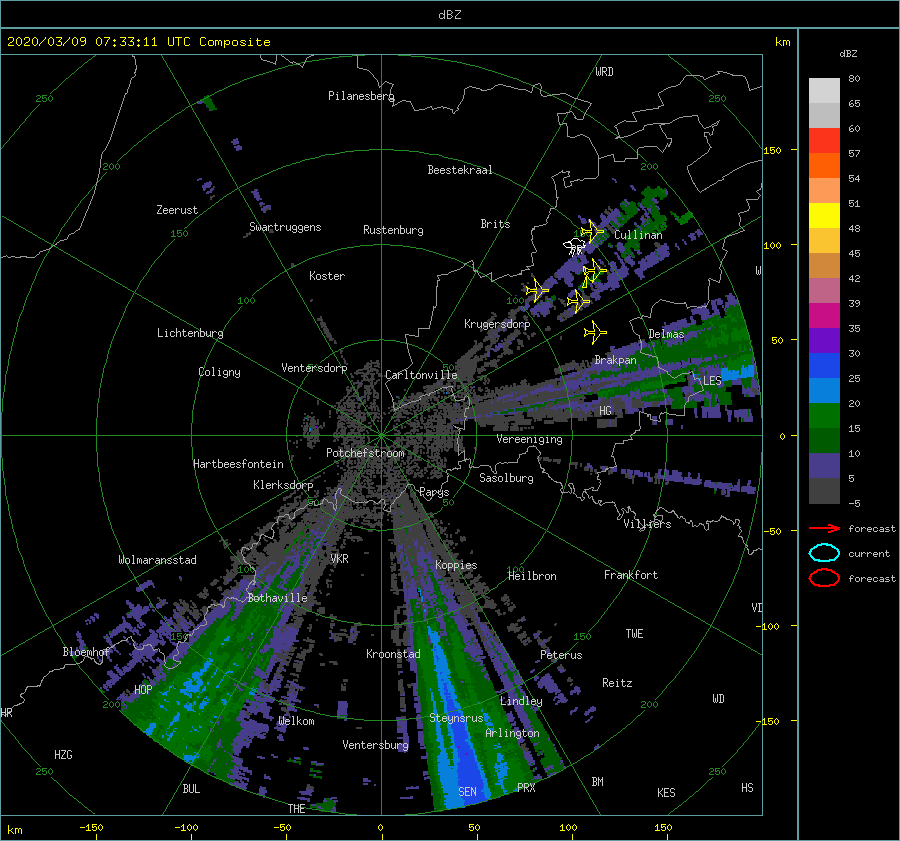 dBZ
2020/03/09 07:33:11 UTC Composite
km
dBZ
WRD
250
Pilanesberg
250
80
65
60
57
54
51
48
45
42
39
35
30
25
20
15
10
5
-5
150
200
Beestekraal
200
Zeerust
150
Swartruggens
Rustenburg
Brits
Cullinan
100
W
Koster
100
100
Krugersdorp
Lichtenburg
Delmas
50
Coligny
Ventersdorp
Carltonville
50
Brakpan
LES
HG
Vereeniging
0
Potchefstroom
Hartbeesfontein
Klerksdorp
Parys
Sasolburg
50
50
Villiers
-50
forecast
current
forecast
Wolmaransstad
VKR
Koppies
100
100
Heilbron
Frankfort
Bothaville
VD
-100
150
150
TWE
Bloemhof
Kroonstad
Peterus
HOP
Reitz
200
Lindley
200
WD
HR
Welkom
Steynsrus
-150
Arlington
Ventersburg
HZG
250
250
BUL
SEN
PRX
BM
KES
HS
THE
km
-150
-100
-50
0
50
100
150